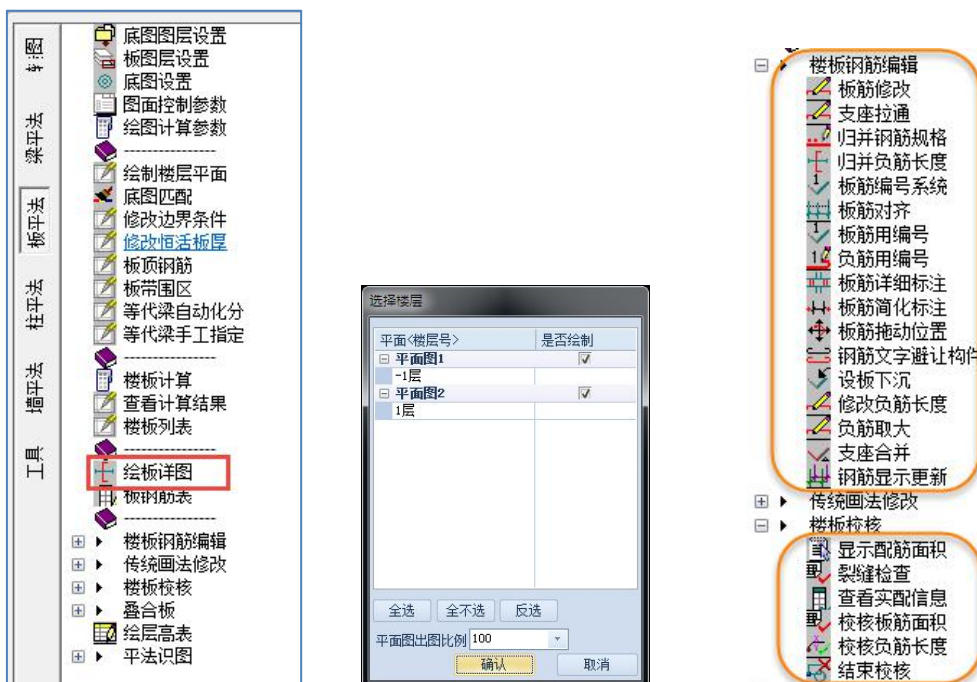 梁平法
板平法
柱平法
墙平法
工具
底图图层设置
板图层设置
底图设置
图面控制参数
绘图计算参数
----------------
绘制楼层平面
底图匹配
修改边界条件
修改恒活板厚
板顶钢筋
板带围区
等代梁自动化分
等代梁手工指定
----------------
楼板计算
查看计算结果
楼板列表
----------------
绘板详图
板钢筋表
----------------
楼板钢筋编辑
传统画法修改
楼板校核
叠合板
绘层高表
平法识图
选择楼层
平面<楼层号> 是否绘制
平面图1
-1层
平面图2
1层
全选 全不选 反选
平面图出图比例 100
确认 取消
楼板钢筋编辑
板筋修改
支座拉通
归并钢筋规格
归并负筋长度
板筋编号系统
板筋对齐
板筋用编号
负筋用编号
板筋详细标注
板筋简化标注
板筋拖动位置
钢筋文字避让构件
设板下沉
修改负筋长度
负筋取大
支座合并
钢筋显示更新
传统画法修改
楼板校核
显示配筋面积
裂缝检查
查看实配信息
校核板筋面积
校核负筋长度
结束校核